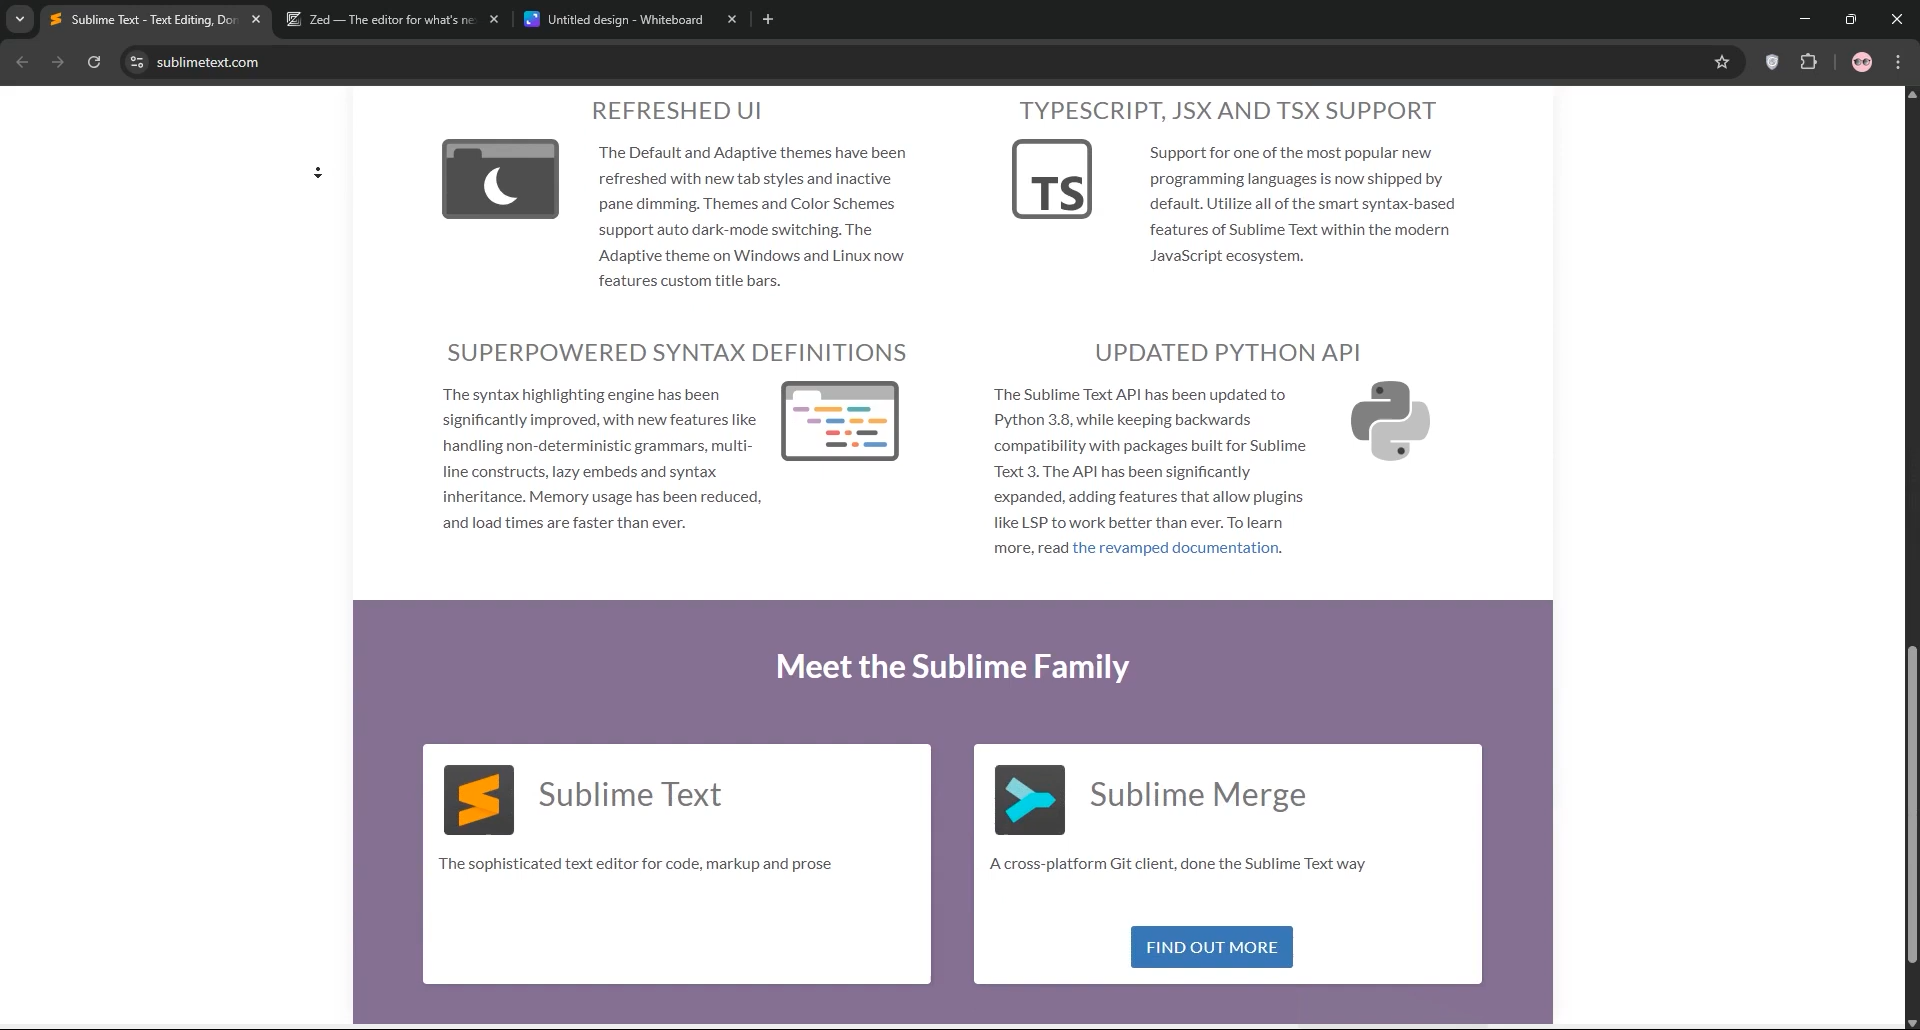 Sublime Text - Text Editing, Don
Zed — The editor for what's ne
Untitled design - Whiteboard
sublimetext.com
REFRESHED UI
The Default and Adaptive themes have been
refreshed with new tab styles and inactive
pane dimming. Themes and Color Schemes
support auto dark-mode switching. The
Adaptive theme on Windows and Linux now
features custom title bars.
TYPESCRIPT, JSX AND TSX SUPPORT
TS
Support for one of the most popular new
programming languages is now shipped by
default. Utilize all of the smart syntax-based
features of Sublime Text within the modern
JavaScript ecosystem.
SUPERPOWERED SYNTAX DEFINITIONS
The syntax highlighting engine has been
significantly improved, with new features like
handling non-deterministic grammars, multi-
line constructs, lazy embeds and syntax
inheritance. Memory usage has been reduced,
and load times are faster than ever.
UPDATED PYTHON API
The Sublime Text API has been updated to
Python 3.8, while keeping backwards
compatibility with packages built for Sublime
Text 3. The API has been significantly
expanded, adding features that allow plugins
like LSP to work better than ever. To learn
more, read the revamped documentation.
Meet the Sublime Family
Sublime Text
The sophisticated text editor for code, markup and prose
Sublime Merge
A cross-platform Git client, done the Sublime Text way
FIND OUT MORE